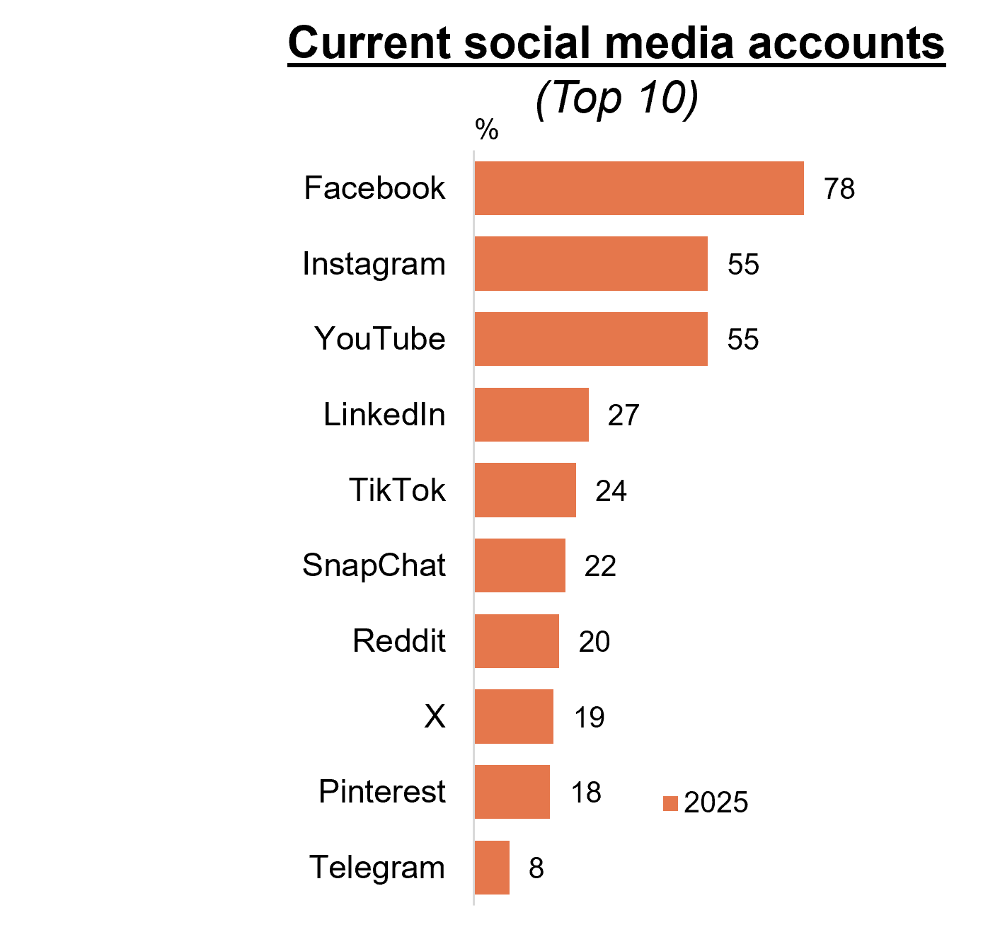 Current social media accounts
(Top 10)
%
Facebook 78
Instagram 55
YouTube 55
LinkedIn 27
TikTok 24
SnapChat 22
Reddit 20
X 19
Pinterest 18
2025
Telegram 8